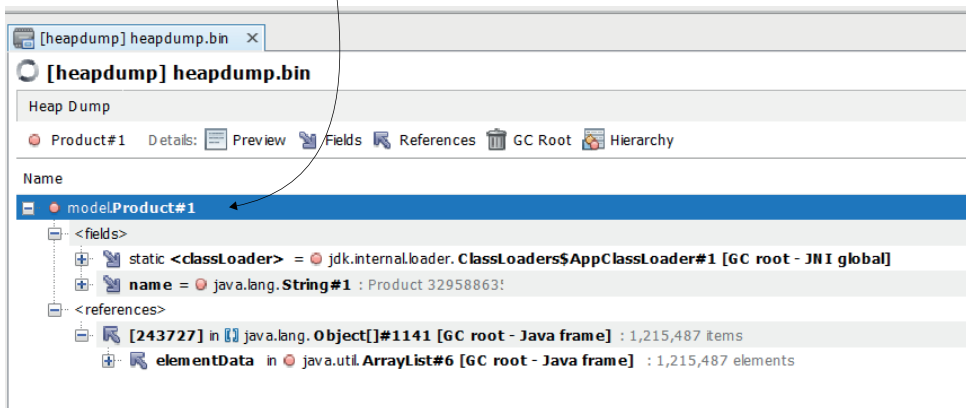 [heapdump] heapdump.bin ×
[heapdump] heapdump.bin
Heap Dump
Product#1 Details: Preview Fields References GC Root Hierarchy
Name
model.Product#1
<fields>
static <classLoader> = jdk.internal.loader.ClassLoaders$AppClassLoader#1 [GC root - JNI global]
name = java.lang.String#1 : Product 32958863
<references>
[243727] in java.lang.Object[]#1141 [GC root - Java frame] : 1,215,487 items
elementData in java.util.ArrayList#6 [GC root - Java frame] : 1,215,487 elements